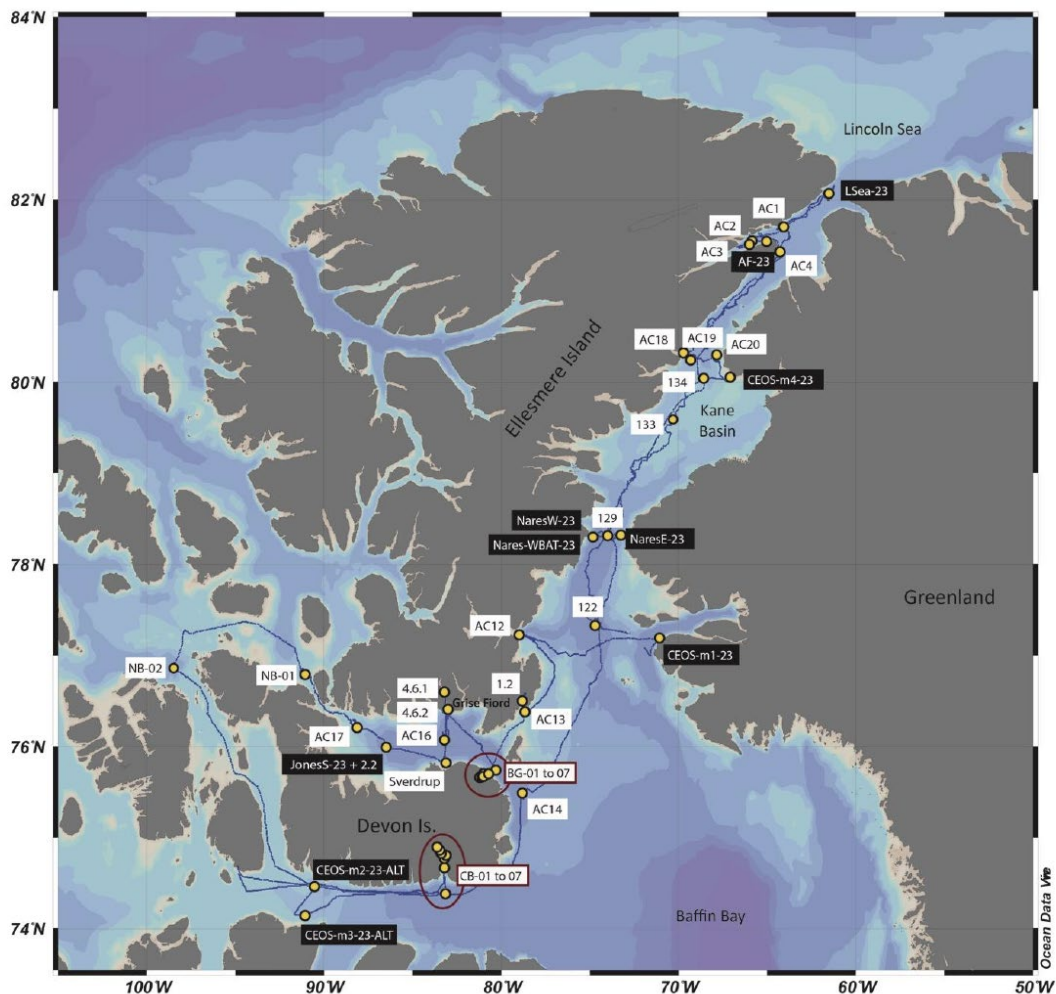 84°N
Lincoln Sea
82°N
LSea-23
AC1
AC2
AC3
AF-23
AC4
AC18
AC19
AC20
80°N
134
CEOS-m4-23
133
Kane
Basin
Ellesmere Island
NaresW-23
129
Nares-WBAT-23
NaresE-23
78°N
Greenland
122
AC12
CEOS-m1-23
NB-02
NB-01
4.6.1
1.2
Grise Fiord
4.6.2
AC13
AC17
AC16
76°N
JonesS-23 + 2.2
Sverdrup
BG-01 to 07
AC14
Devon Is.
CEOS-m2-23-ALT
CB-01 to 07
74°N
CEOS-m3-23-ALT
Baffin Bay
Ocean Data View
100°W
90°W
80°W
70°W
60°W
50°W